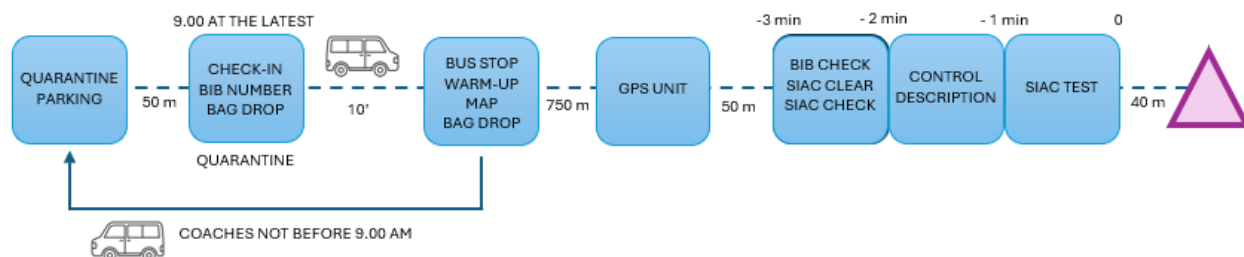 9.00 AT THE LATEST
-3 min
- 2 min
- 1 min
0
QUARANTINE
PARKING
50 m
CHECK-IN
BIB NUMBER
BAG DROP
QUARANTINE
10'
BUS STOP
WARM-UP
MAP
BAG DROP
750 m
GPS UNIT
50 m
BIB CHECK
SIAC CLEAR
SIAC CHECK
CONTROL
DESCRIPTION
SIAC TEST
40 m
COACHES NOT BEFORE 9.00 AM